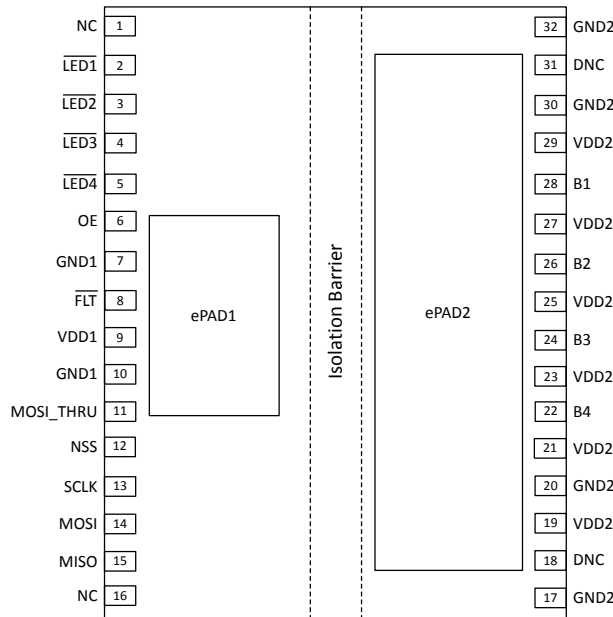 NC 1
LED1 2
LED2 3
LED3 4
LED4 5
OE 6
GND1 7
FLT 8
VDD1 9
GND1 10
MOSI_THRU 11
NSS 12
SCLK 13
MOSI 14
MISO 15
NC 16
ePAD1
Isolation Barrier
ePAD2
32 GND2
31 DNC
30 GND2
29 VDD2
28 B1
27 VDD2
26 B2
25 VDD2
24 B3
23 VDD2
22 B4
21 VDD2
20 GND2
19 VDD2
18 DNC
17 GND2